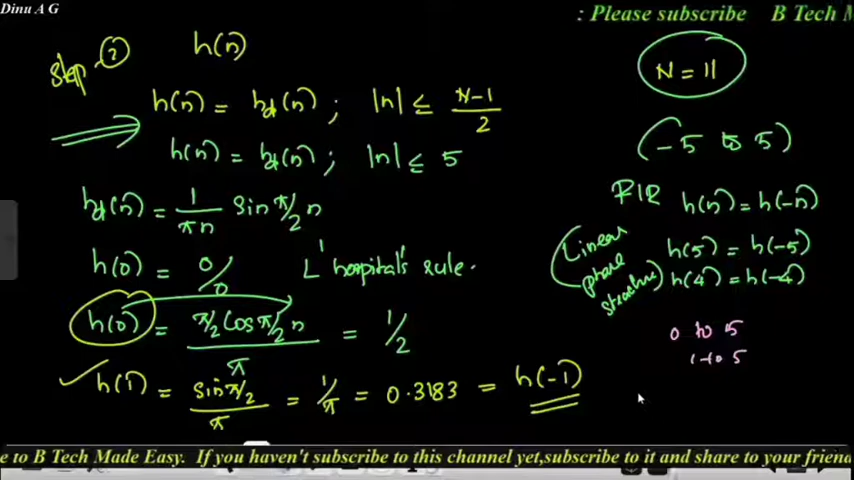 Dinu A G
: Please subscribe B Tech M
Step - 2 h(n)
h(n) = hd(n) ; |n| ≤ N-1/2
h(n) = hd(n) ; |n| ≤ 5
hd(n) = 1/πn sin π/2 n
h(0) = 0/0 L' hospital's rule.
h(0) = π/2 Cos π/2 n / π = 1/2
h(1) = sin π/2 / π = 1/π = 0.3183 = h(-1)
N = 11
(-5 to 5)
FIR h(n) = h(-n)
(Linear phase structure)
h(5) = h(-5)
h(4) = h(-4)
0 to 5
1 to 5
e to B Tech Made Easy. If you haven't subscribe to this channel yet,subscribe to it and share to your friend